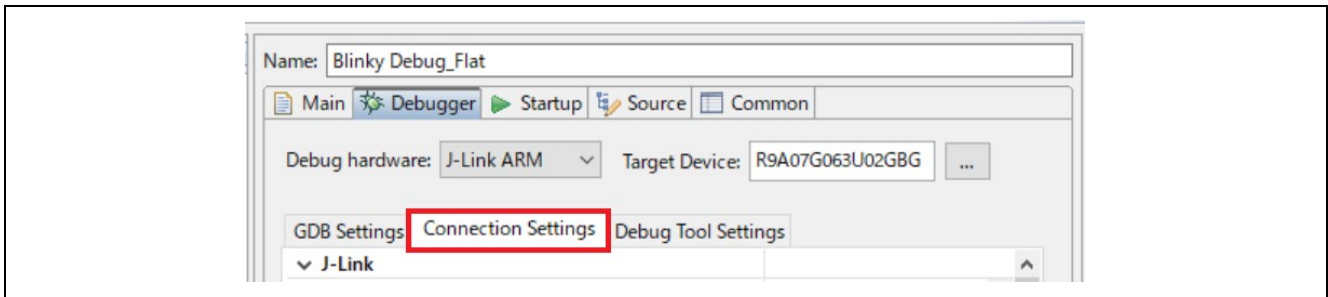 Name: Blinky Debug_Flat
Main Debugger Startup Source Common
Debug hardware: J-Link ARM Target Device: R9A07G063U02GBG ...
GDB Settings Connection Settings Debug Tool Settings
J-Link